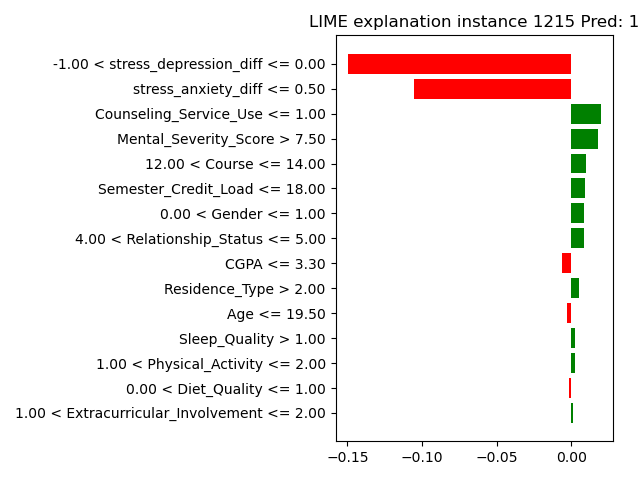 LIME explanation instance 1215 Pred: 1
-1.00 < stress_depression_diff <= 0.00
stress_anxiety_diff <= 0.50
Counseling_Service_Use <= 1.00
Mental_Severity_Score > 7.50
12.00 < Course <= 14.00
Semester_Credit_Load <= 18.00
0.00 < Gender <= 1.00
4.00 < Relationship_Status <= 5.00
CGPA <= 3.30
Residence_Type > 2.00
Age <= 19.50
Sleep_Quality > 1.00
1.00 < Physical_Activity <= 2.00
0.00 < Diet_Quality <= 1.00
1.00 < Extracurricular_Involvement <= 2.00
−0.15 −0.10 −0.05 0.00